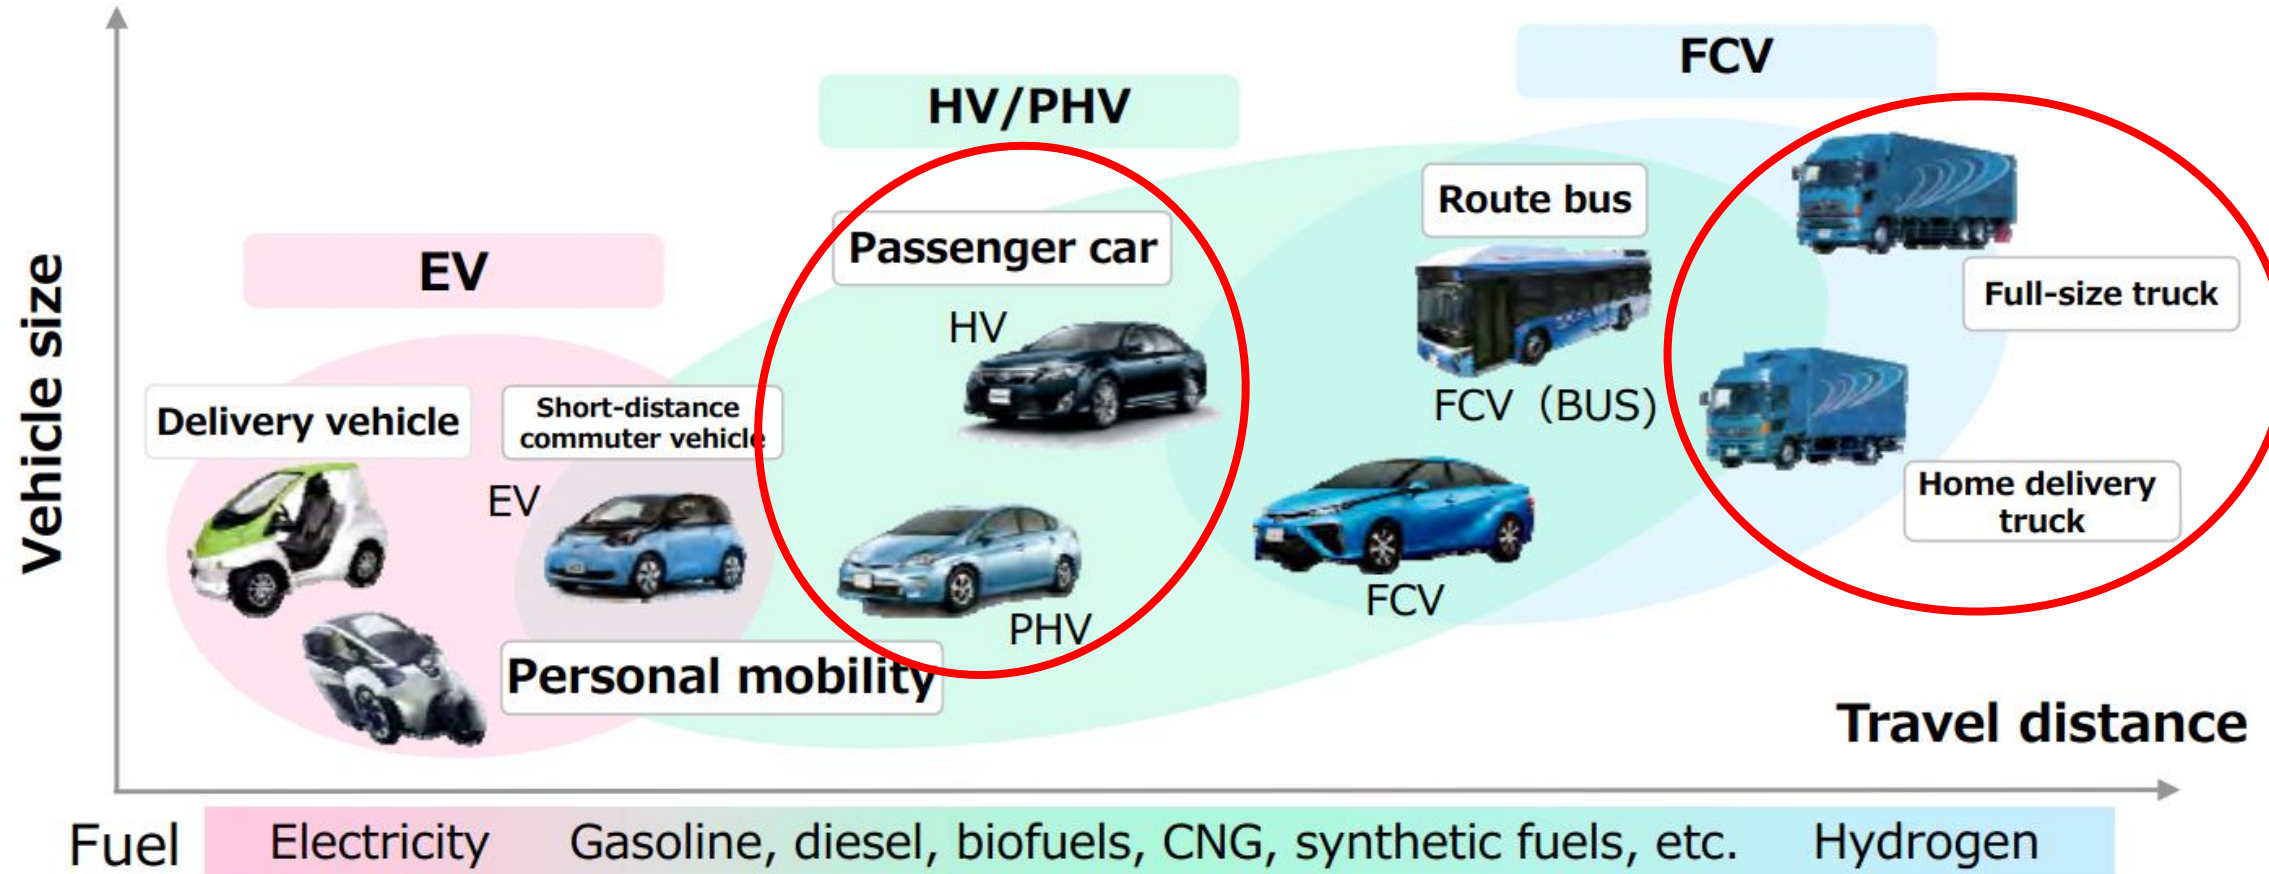 FCV
HV/PHV
EV
Vehicle size
Passenger car
Route bus
HV
Full-size truck
Delivery vehicle
Short-distance
commuter vehicle
FCV（BUS)
EV
Home delivery
truck
FCV
PHV
Personal mobility
Travel distance
Fuel
Electricity
Gasoline, diesel, biofuels, CNG, synthetic fuels, etc.
Hydrogen